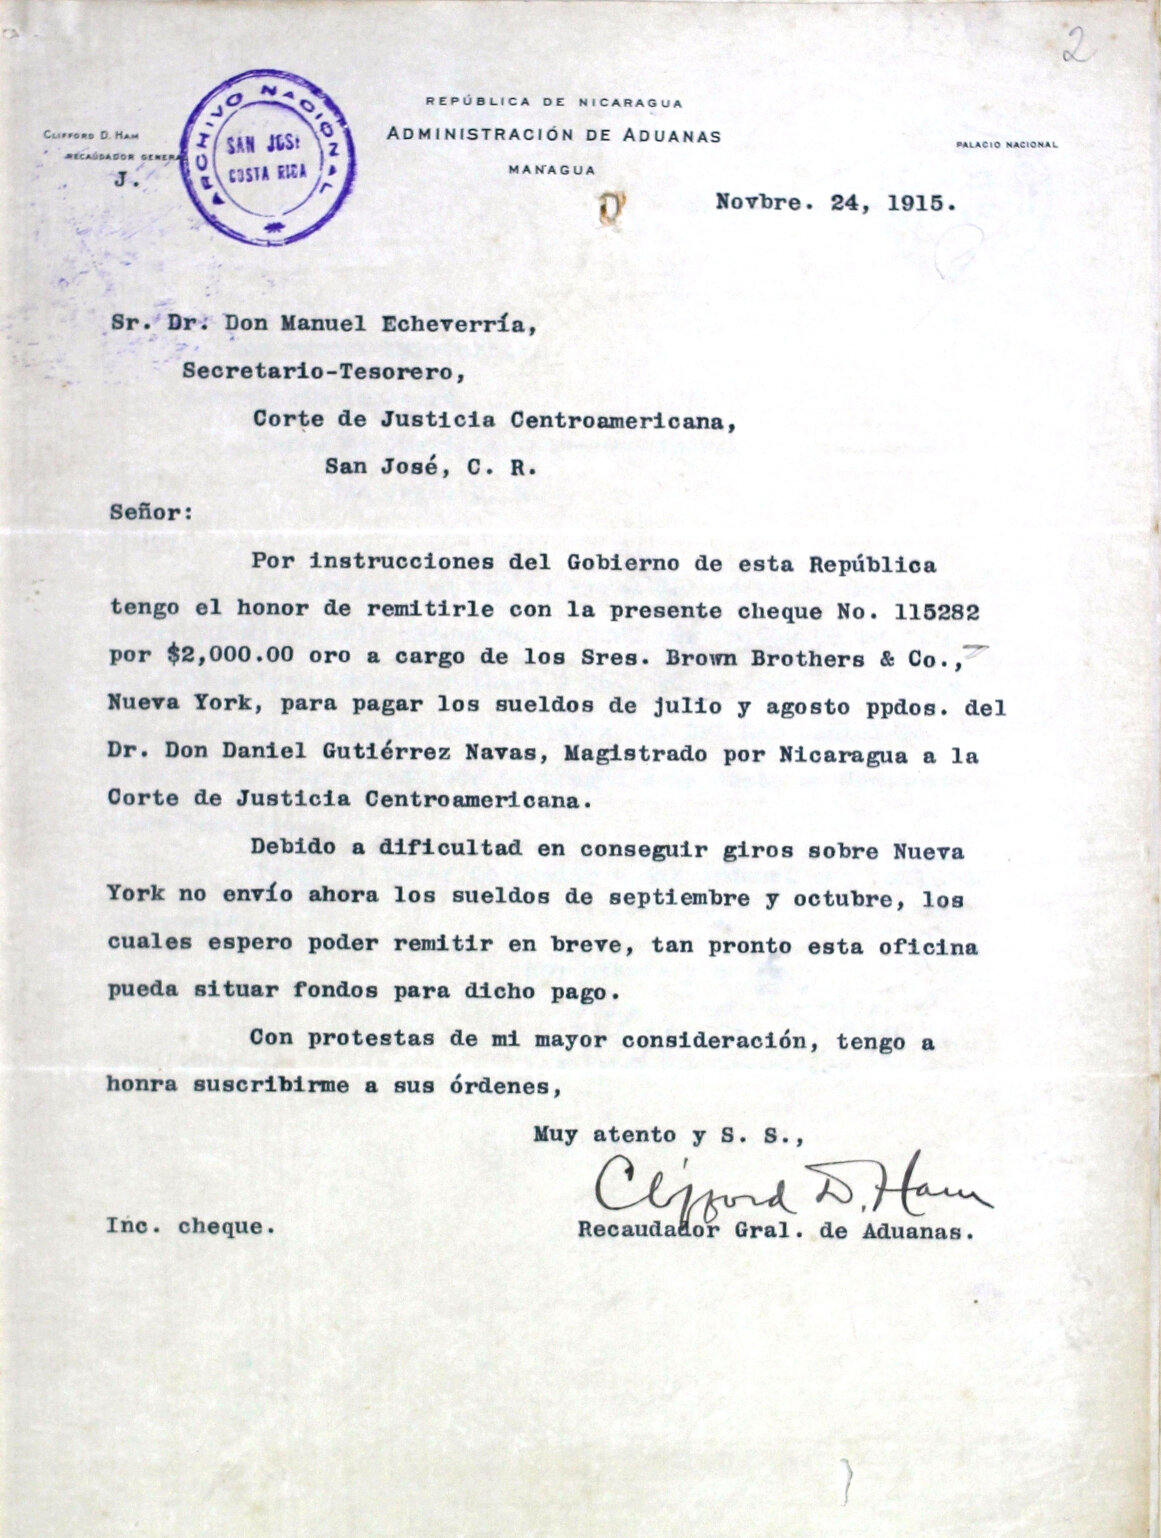 2
REPÚBLICA DE NICARAGUA
ADMINISTRACIÓN DE ADUANAS
MANAGUA
CLIFFORD D. HAM
RECAUDADOR GENERAL
J.
ARCHIVO NACIONAL
SAN JOSE
COSTA RICA
PALACIO NACIONAL
Novbre. 24, 1915.
Sr. Dr. Don Manuel Echeverría,
Secretario-Tesorero,
Corte de Justicia Centroamericana,
San José, C. R.
Señor:
Por instrucciones del Gobierno de esta República
tengo el honor de remitirle con la presente cheque No. 115282
por $2,000.00 oro a cargo de los Sres. Brown Brothers & Co.,
Nueva York, para pagar los sueldos de julio y agosto ppdos. del
Dr. Don Daniel Gutiérrez Navas, Magistrado por Nicaragua a la
Corte de Justicia Centroamericana.
Debido a dificultad en conseguir giros sobre Nueva
York no envío ahora los sueldos de septiembre y octubre, los
cuales espero poder remitir en breve, tan pronto esta oficina
pueda situar fondos para dicho pago.
Con protestas de mi mayor consideración, tengo a
honra suscribirme a sus órdenes,
Muy atento y S. S.,
Clifford D. Ham
Inc. cheque.
Recaudador Gral. de Aduanas.